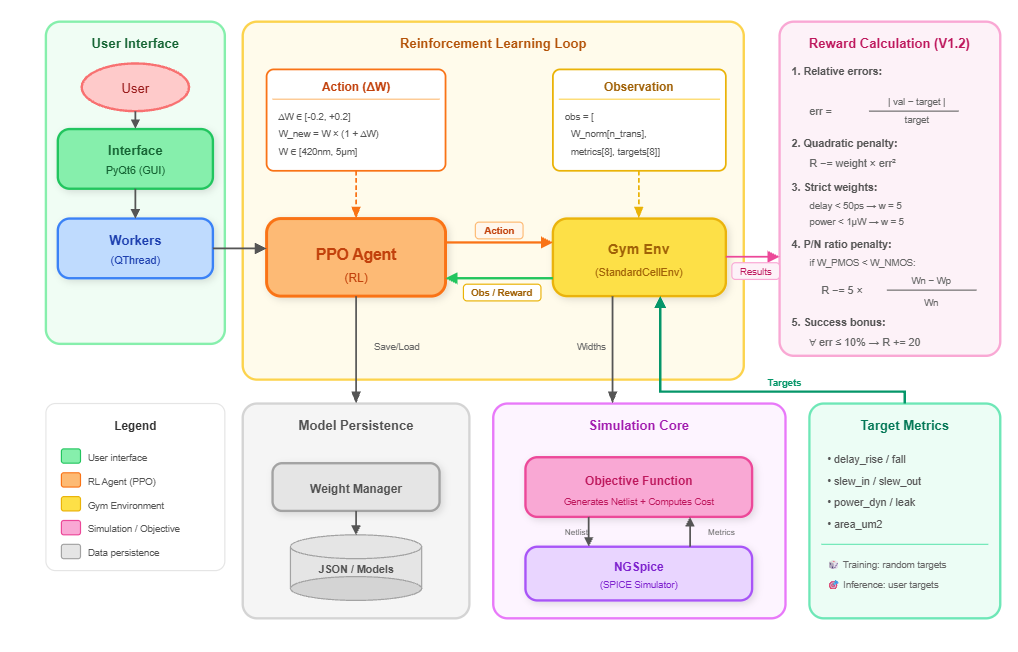 User Interface
User
Interface
PyQt6 (GUI)
Workers
(QThread)
Reinforcement Learning Loop
Action (ΔW)
ΔW ∈ [-0.2, +0.2]
W_new = W × (1 + ΔW)
W ∈ [420nm, 5μm]
Observation
obs = [
W_norm[n_trans],
metrics[8], targets[8]]
PPO Agent
(RL)
Action
Obs / Reward
Gym Env
(StandardCellEnv)
Results
Save/Load
Widths
Reward Calculation (V1.2)
1. Relative errors:
err =
| val − target |
target
2. Quadratic penalty:
R −= weight × err²
3. Strict weights:
delay < 50ps → w = 5
power < 1μW → w = 5
4. P/N ratio penalty:
if W_PMOS < W_NMOS:
R −= 5 ×
Wn − Wp
Wn
5. Success bonus:
∀ err ≤ 10% → R += 20
Targets
Legend
User interface
RL Agent (PPO)
Gym Environment
Simulation / Objective
Data persistence
Model Persistence
Weight Manager
JSON / Models
Simulation Core
Objective Function
Generates Netlist + Computes Cost
Netlist
Metrics
NGSpice
(SPICE Simulator)
Target Metrics
• delay_rise / fall
• slew_in / slew_out
• power_dyn / leak
• area_um2
🎲 Training: random targets
🎯 Inference: user targets